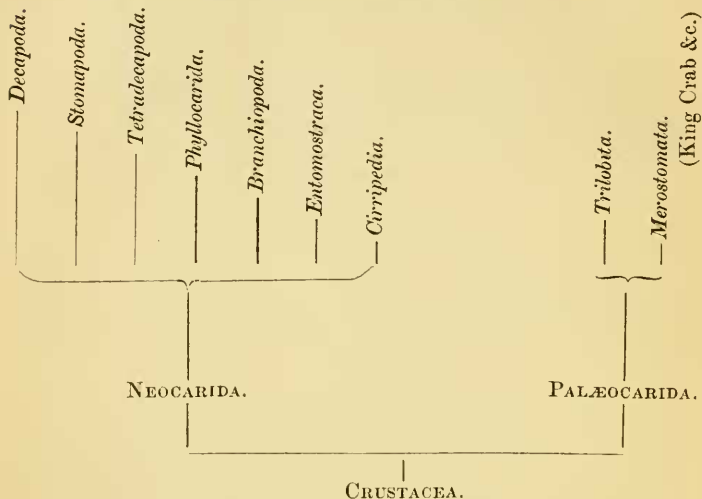 Decapoda.
Stomapoda.
Tetradecapoda.
Phyllocarida.
Branchiopoda.
Entomostraca.
Cirripedia.
Trilobita.
Merostomata.
(King Crab &c.)
NEOCARIDA.
PALÆOCARIDA.
CRUSTACEA.